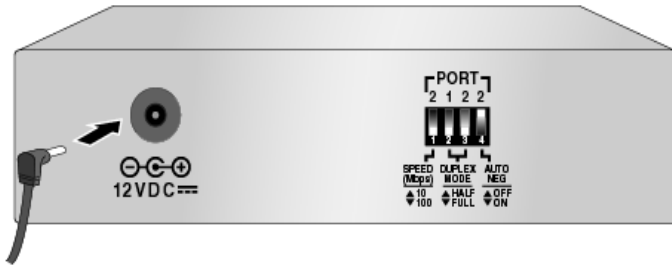 12VDC
PORT
2 1 2 2
1 2 3 4
SPEED (Mbps)
10
100
DUPLEX MODE
HALF
FULL
AUTO NEG
OFF
ON